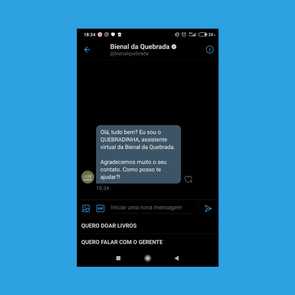 18:34
Bienal da Quebrada
@bienalquebrada
Olá, tudo bem? Eu sou o
QUEBRADINHA, assistente
virtual da Bienal da Quebrada.
Agradecemos muito o seu
contato. Como posso te
ajudar?!
18:34
GIF
Iniciar uma nova mensagem
QUERO DOAR LIVROS
QUERO FALAR COM O GERENTE